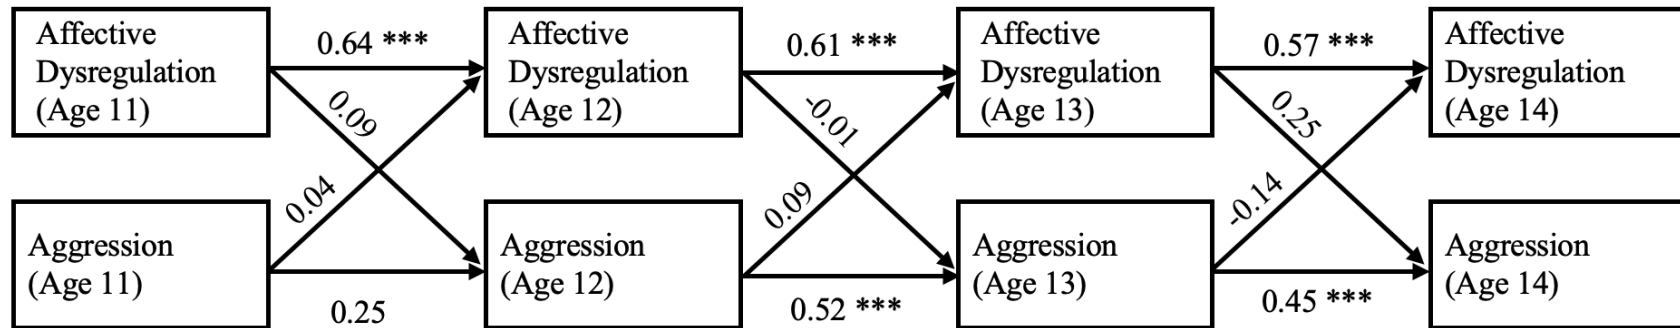 Affective
Dysregulation
(Age 11)
0.64 ***
Affective
Dysregulation
(Age 12)
0.61 ***
Affective
Dysregulation
(Age 13)
0.57 ***
Affective
Dysregulation
(Age 14)
0.09
0.04
-0.01
0.09
0.25
-0.14
Aggression
(Age 11)
0.25
Aggression
(Age 12)
0.52 ***
Aggression
(Age 13)
0.45 ***
Aggression
(Age 14)